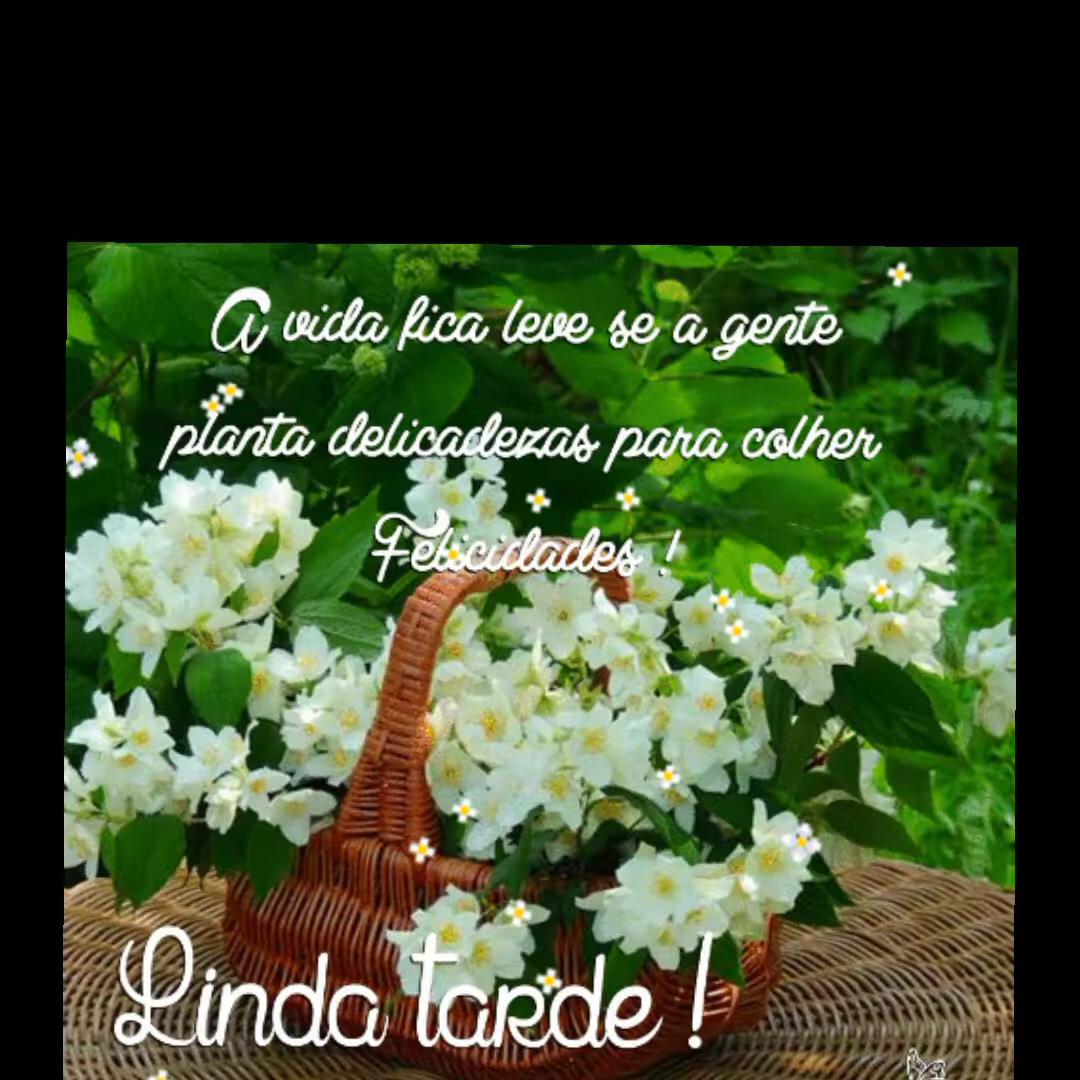 A vida fica leve se a gente
planta delicadezas para colher
Felicidades !
Linda tarde !